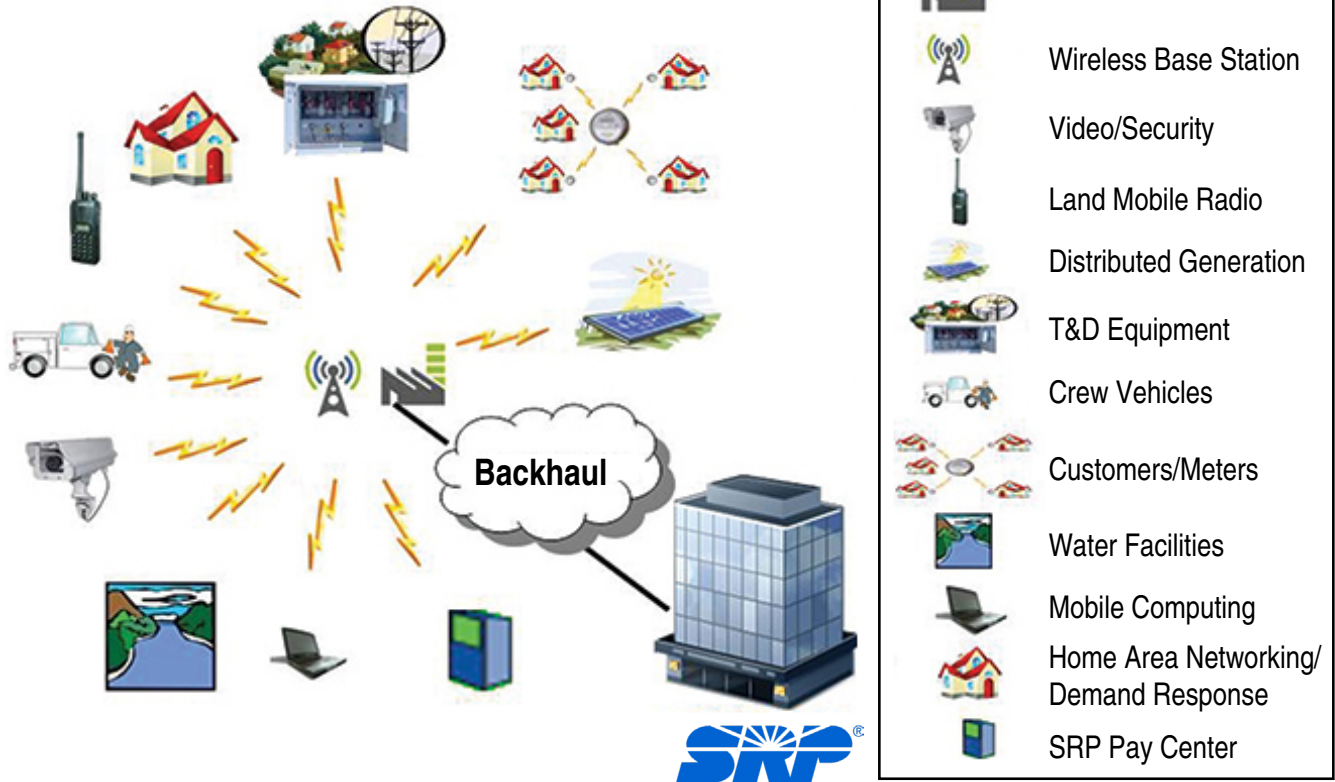 Backhaul
SRP®
Wireless Base Station
Video/Security
Land Mobile Radio
Distributed Generation
T&D Equipment
Crew Vehicles
Customers/Meters
Water Facilities
Mobile Computing
Home Area Networking/
Demand Response
SRP Pay Center